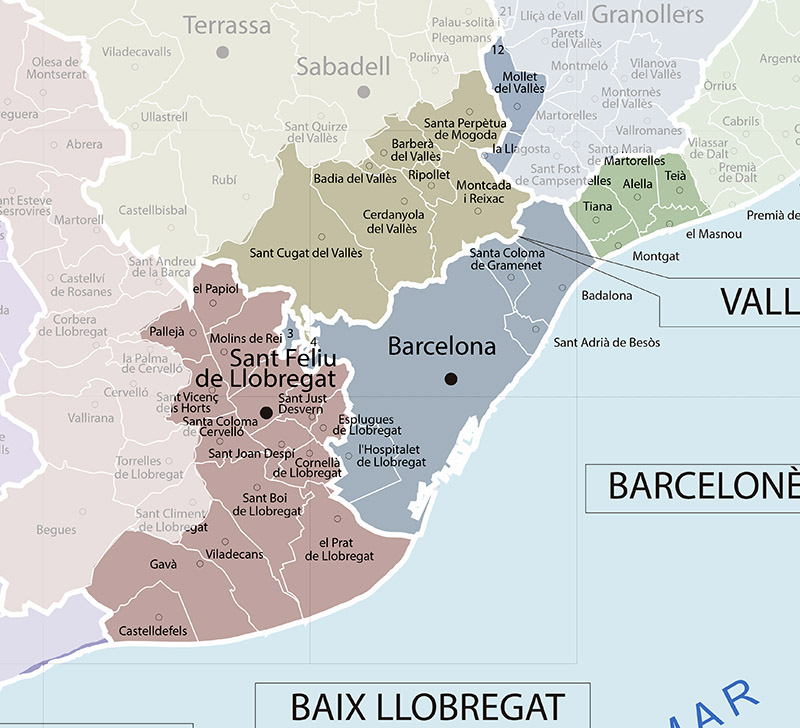 21
Lliçà de Vall
Palau-solità i
Plegamans
Granollers
Terrassa
Viladecavalls
Parets
del Vallès
12
Olesa de
Montserrat
Sabadell
Polinyà
Montmeló
Vilanova
del Vallès
Mollet
del Vallès
Argento
Òrrius
Montornès
del Vallès
reguera
Ullastrell
Santa Perpètua
de Mogoda
Martorelles
Cabrils
Sant Quirze
del Vallès
Vallromanes
Abrera
Barberà
del Vallès
la Llagosta
Santa Maria
de Martorelles
Vilassar
de Dalt
Sant Fost
de Campsentelles
Premià
de Dalt
Rubí
Badia del Vallès
Ripollet
Montcada
i Reixac
Alella
Teià
Sant Esteve
Sesrovires
Castellbisbal
Cerdanyola
del Vallès
Tiana
Premià de
Martorell
el Masnou
Sant Cugat del Vallès
Santa Coloma
de Gramenet
Montgat
Sant Andreu
de la Barca
Castellví
de Rosanes
el Papiol
Badalona
VALL
Corbera
de Llobregat
Pallejà
Molins de Rei
3
4
Barcelona
Sant Adrià de Besòs
la Palma
de Cervelló
Sant Feliu
de Llobregat
Cervelló
Sant Vicenç
dels Horts
Sant Just
Desvern
Vallirana
Santa Coloma
de Cervelló
Esplugues
de Llobregat
Sant Joan Despí
l'Hospitalet
de Llobregat
Torrelles
de Llobregat
Cornellà
de Llobregat
BARCELONÈ
Sant Boi
de Llobregat
Sant Climent
de Llobregat
Begues
el Prat
de Llobregat
Viladecans
Gavà
Castelldefels
BAIX LLOBREGAT
MAR